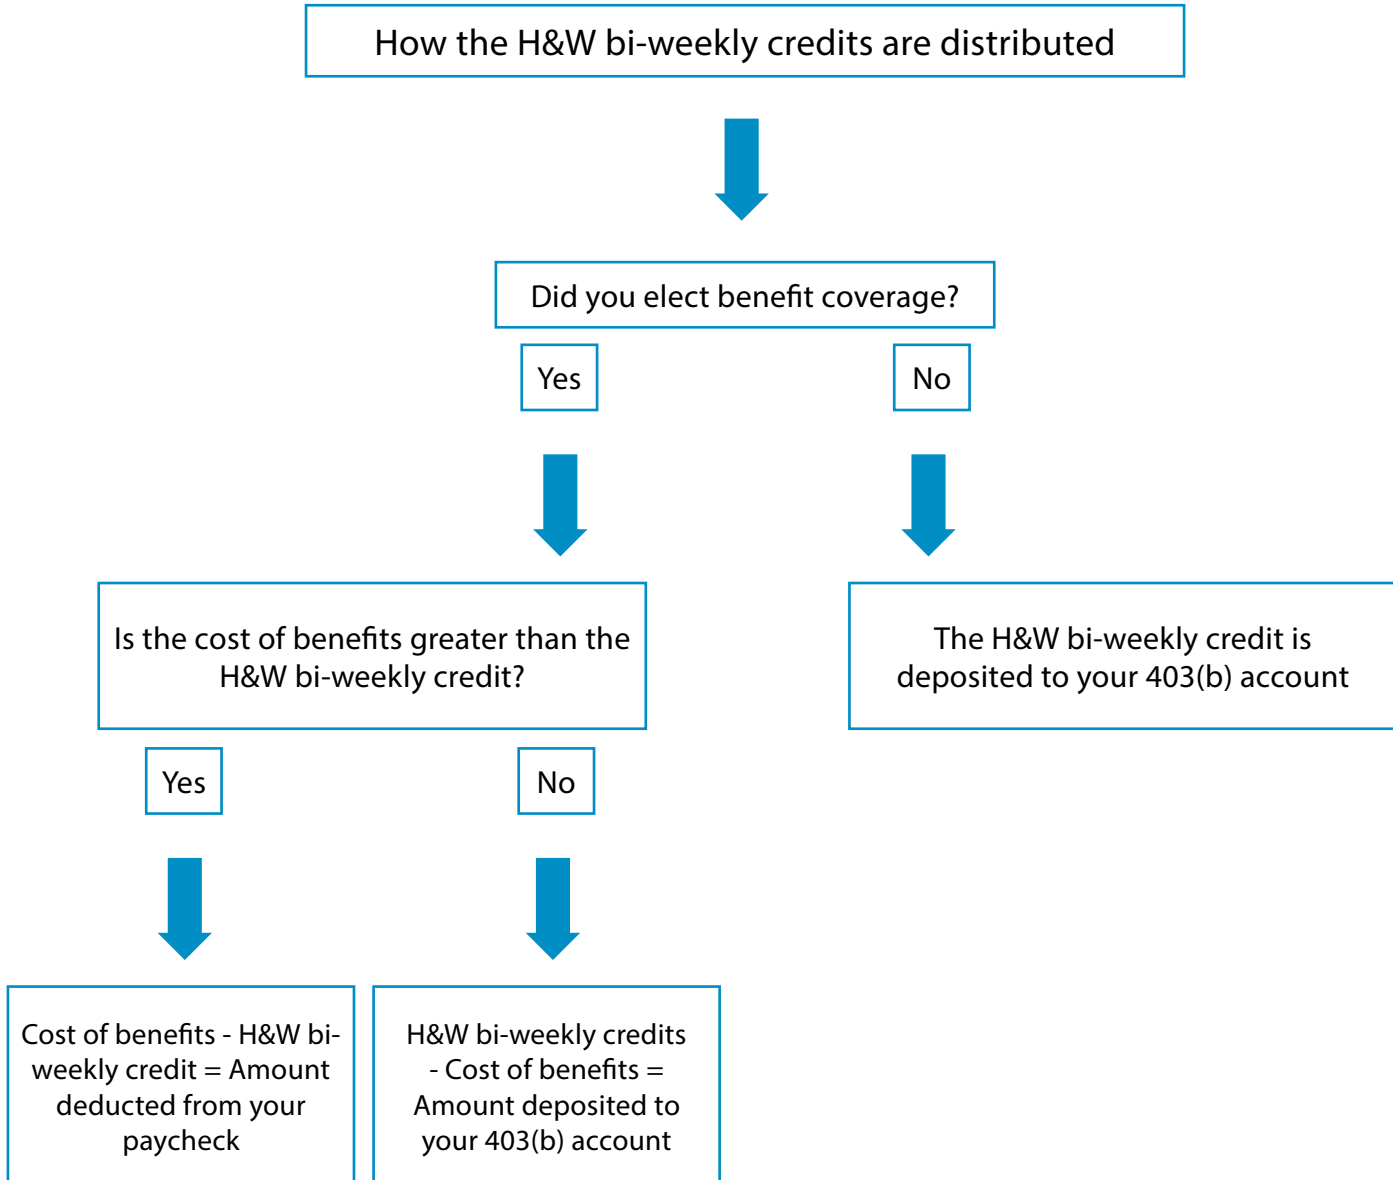 How the H&W bi-weekly credits are distributed
Did you elect benefit coverage?
Yes
No
Is the cost of benefits greater than the
H&W bi-weekly credit?
The H&W bi-weekly credit is
deposited to your 403(b) account
Yes
No
Cost of benefits - H&W bi-
weekly credit = Amount
deducted from your
paycheck
H&W bi-weekly credits
- Cost of benefits =
Amount deposited to
your 403(b) account